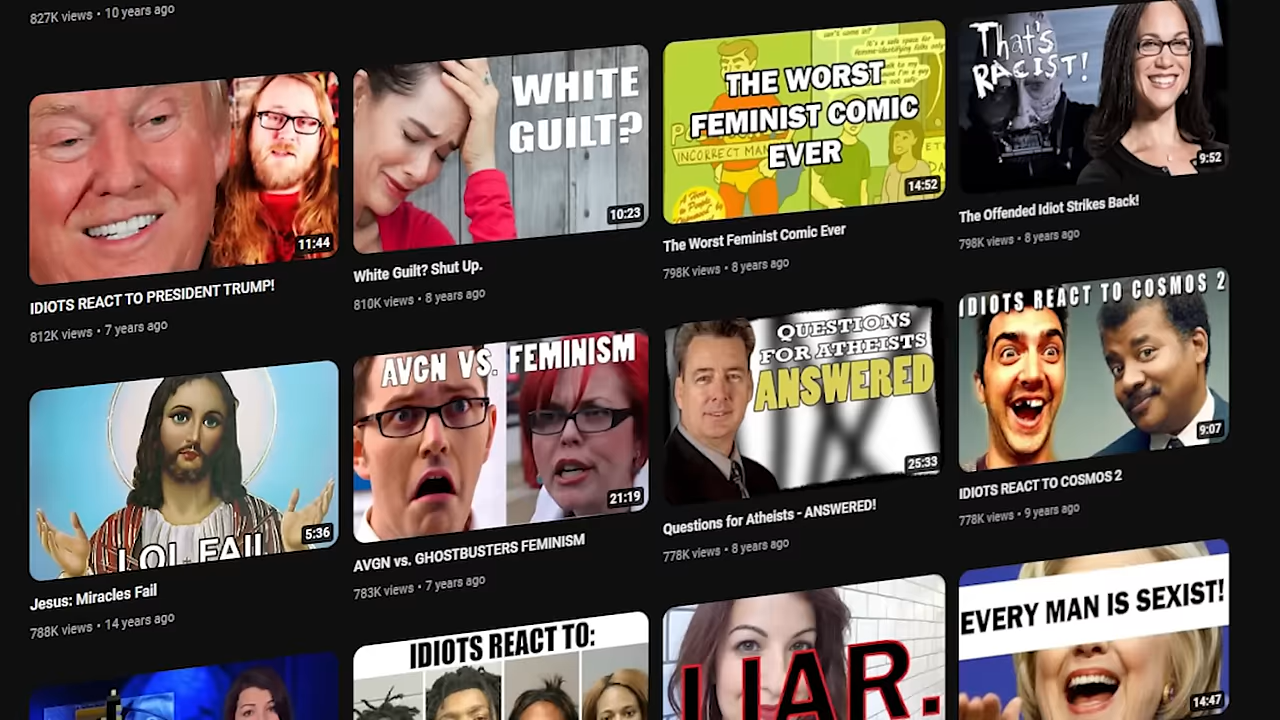 827K views • 10 years ago
11:44
IDIOTS REACT TO PRESIDENT TRUMP!
812K views • 7 years ago
WHITE
GUILT?
10:23
White Guilt? Shut Up.
810K views • 8 years ago
THE WORST
FEMINIST COMIC
EVER
INCORRECT MAN
14:52
The Worst Feminist Comic Ever
798K views • 8 years ago
That's
RACIST!
9:52
The Offended Idiot Strikes Back!
798K views • 8 years ago
LOL FAIL
5:36
Jesus: Miracles Fail
788K views • 14 years ago
AVGN VS. FEMINISM
21:19
AVGN vs. GHOSTBUSTERS FEMINISM
783K views • 7 years ago
QUESTIONS
FOR ATHEISTS
ANSWERED
25:33
Questions for Atheists - ANSWERED!
778K views • 8 years ago
IDIOTS REACT TO COSMOS 2
9:07
IDIOTS REACT TO COSMOS 2
778K views • 9 years ago
IDIOTS REACT TO:
LIAR.
EVERY MAN IS SEXIST!
14:47